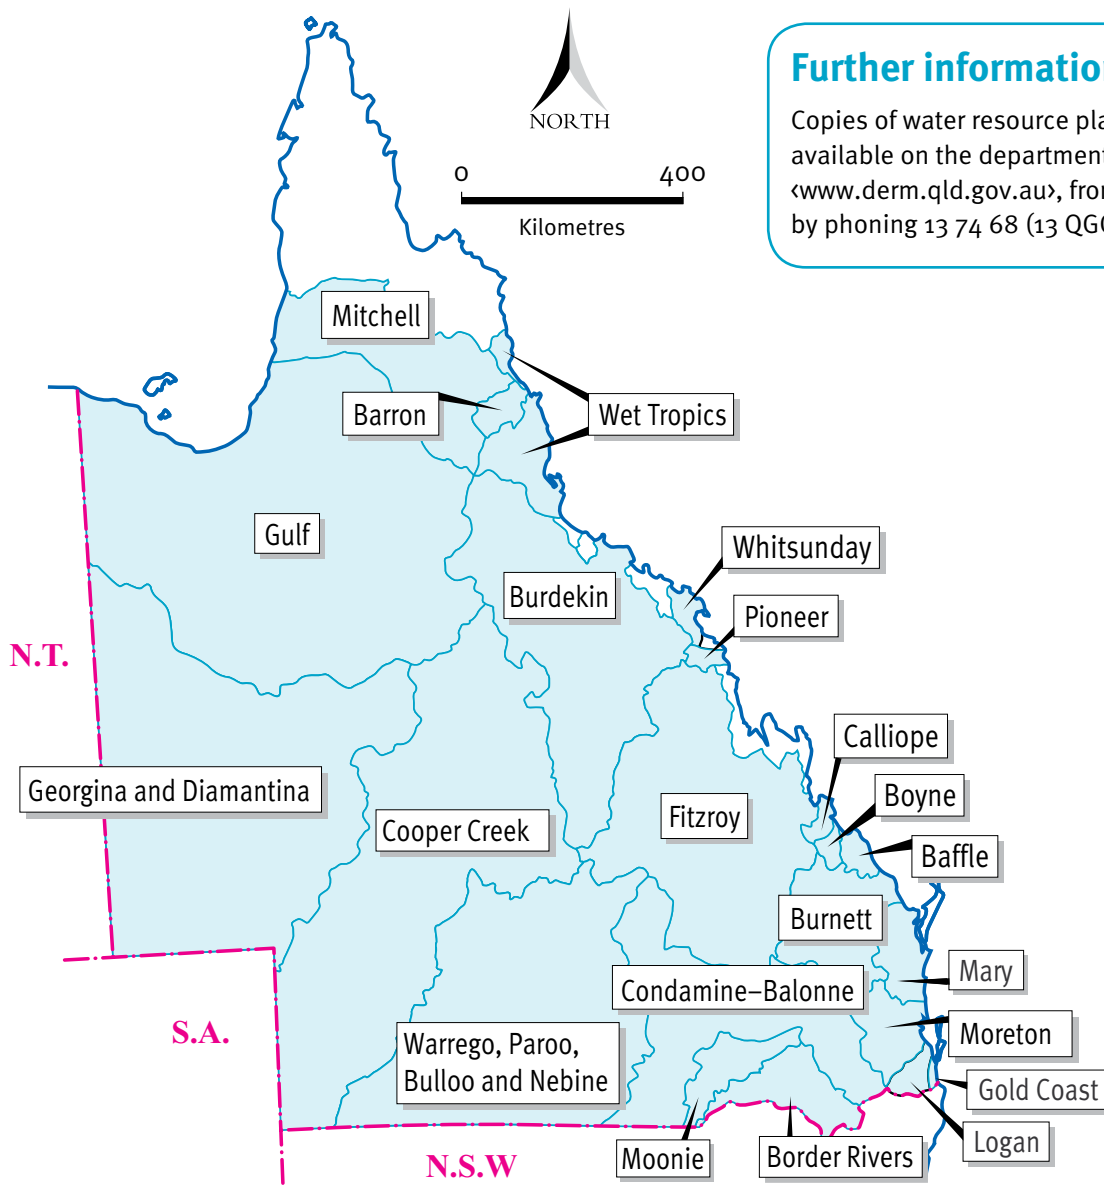 NORTH
0 400
Kilometres
Further informatio
Copies of water resource pla
available on the department
‹www.derm.qld.gov.au›, fro
by phoning 13 74 68 (13 QG
Mitchell
Barron
Wet Tropics
Gulf
Whitsunday
Burdekin
Pioneer
N.T.
Calliope
Georgina and Diamantina
Boyne
Fitzroy
Cooper Creek
Baffle
Burnett
Mary
Condamine–Balonne
S.A.
Moreton
Warrego, Paroo,
Bulloo and Nebine
Gold Coast
Logan
Moonie
Border Rivers
N.S.W